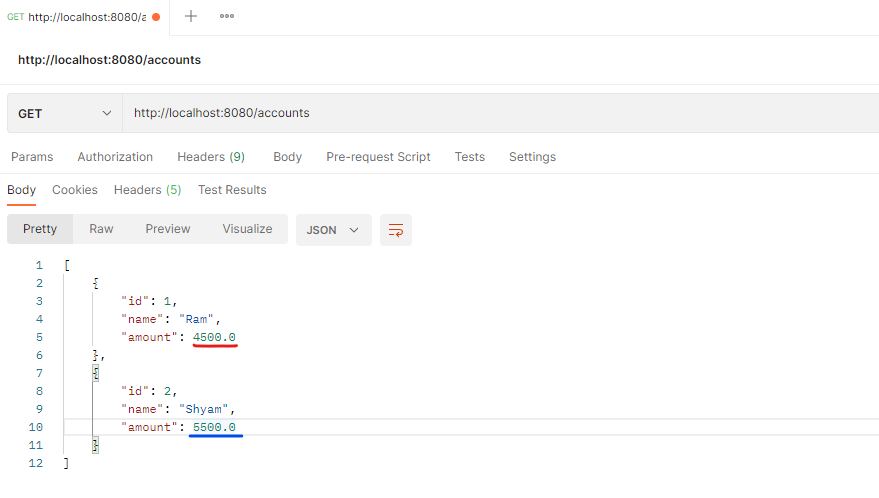 GET http://localhost:8080/a
http://localhost:8080/accounts
GET http://localhost:8080/accounts
Params Authorization Headers (9) Body Pre-request Script Tests Settings
Body Cookies Headers (5) Test Results
Pretty Raw Preview Visualize JSON
1 [
2 {
3 "id": 1,
4 "name": "Ram",
5 "amount": 4500.0
6 },
7 {
8 "id": 2,
9 "name": "Shyam",
10 "amount": 5500.0
11 }
12 ]